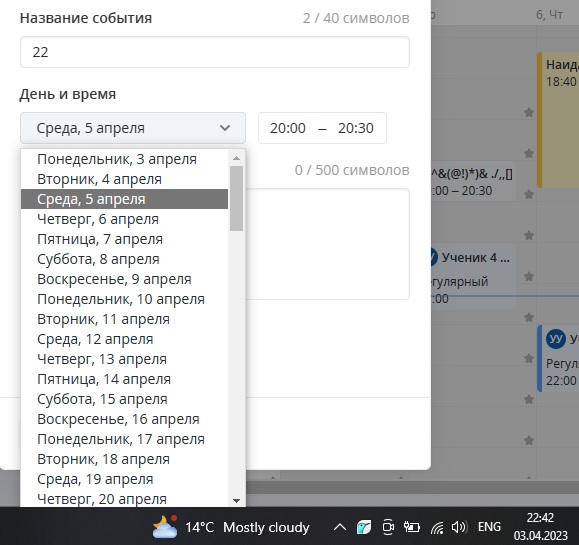 Название события
2 / 40 символов
22
День и время
Среда, 5 апреля
20:00 – 20:30
0 / 500 символов
Понедельник, 3 апреля
Вторник, 4 апреля
Среда, 5 апреля
Четверг, 6 апреля
Пятница, 7 апреля
Суббота, 8 апреля
Воскресенье, 9 апреля
Понедельник, 10 апреля
Вторник, 11 апреля
Среда, 12 апреля
Четверг, 13 апреля
Пятница, 14 апреля
Суббота, 15 апреля
Воскресенье, 16 апреля
Понедельник, 17 апреля
Вторник, 18 апреля
Среда, 19 апреля
Четверг, 20 апреля
6, Чт
Наида
18:40
^&(@!)*)& ./,,[]
:00 – 20:30
Ученик 4 ...
егулярный
:00
УУ У
Регул
22:00
14°C Mostly cloudy
ENG
22:42
03.04.2023